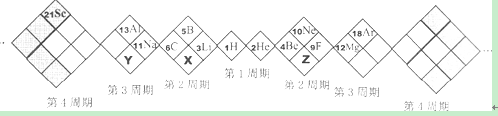 21Sc
13Al
11Na
Y
5B
6C
3Li
X
1H
2He
10Ne
4Be
9F
Z
18Ar
12Mg
第 4 周期
第 3 周期
第 2 周期
第 1 周期
第 2 周期
第 3 周期
第 4 周期